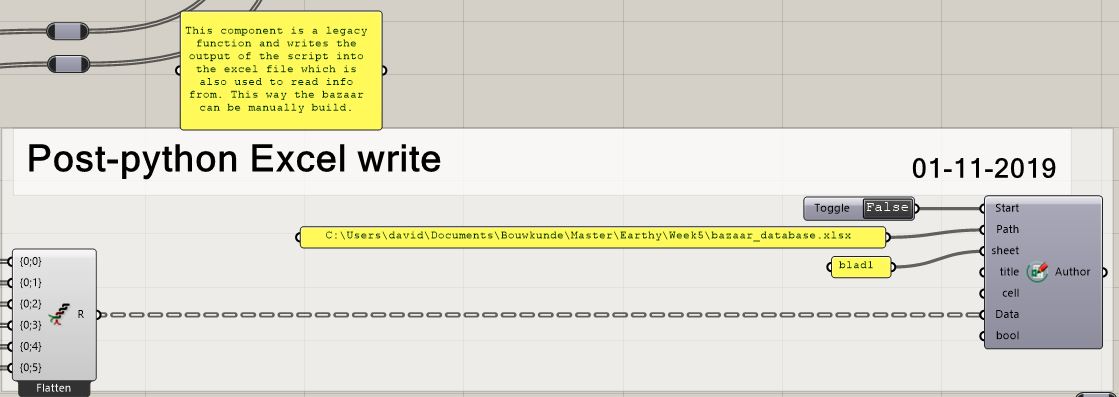 This component is a legacy
function and writes the
output of the script into
the excel file which is
also used to read info
from. This way the bazaar
can be manually build.
Post-python Excel write
01-11-2019
Toggle False
Start
C:\Users\david\Documents\Bouwkunde\Master\Earthy\Week5\bazaar_database.xlsx
Path
blad1
sheet
title
Author
cell
Data
bool
{0;0}
{0;1}
{0;2}
{0;3}
{0;4}
{0;5}
R
Flatten